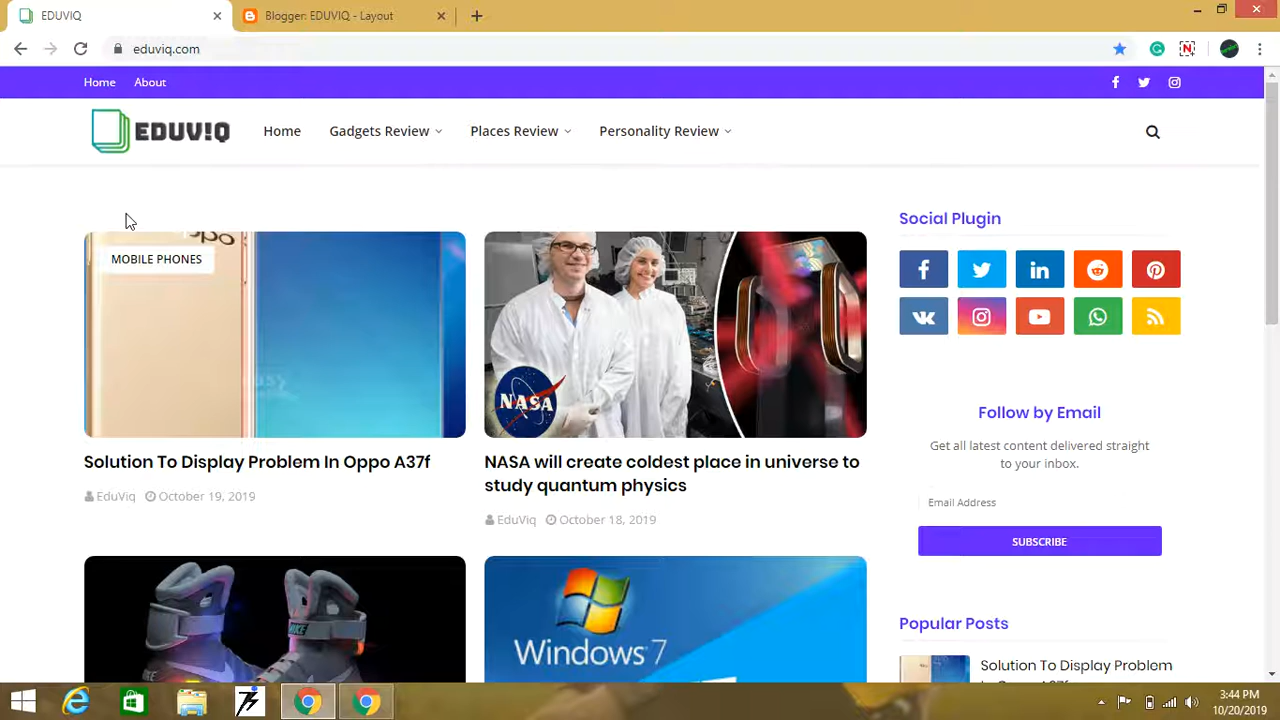 EDUVIQ
Blogger: EDUVIQ - Layout
eduviq.com
Home About
EDUV!Q Home Gadgets Review Places Review Personality Review
MOBILE PHONES
NASA
Solution To Display Problem In Oppo A37f
EduViq October 19, 2019
NASA will create coldest place in universe to
study quantum physics
EduViq October 18, 2019
NIKE
Windows 7
Social Plugin
Follow by Email
Get all latest content delivered straight
to your inbox.
Email Address
SUBSCRIBE
Popular Posts
Solution To Display Problem
3:44 PM
10/20/2019